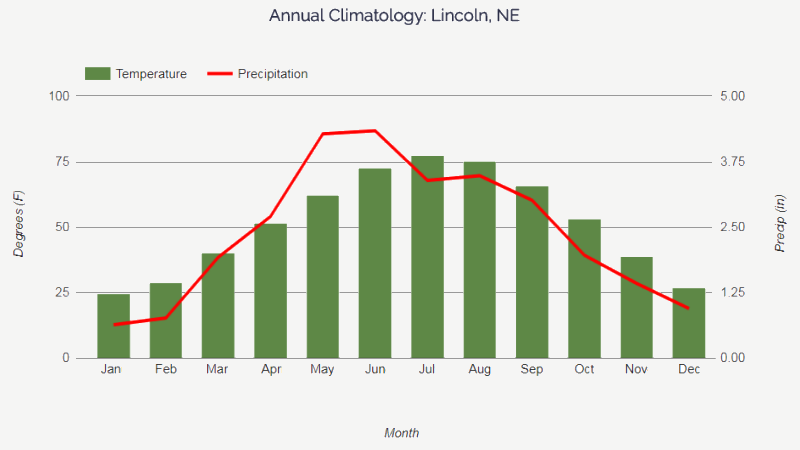 Annual Climatology: Lincoln, NE
Temperature Precipitation
100 5.00
75 3.75
50 2.50
25 1.25
0 0.00
Degrees (F)
Precip (in)
Jan Feb Mar Apr May Jun Jul Aug Sep Oct Nov Dec
Month